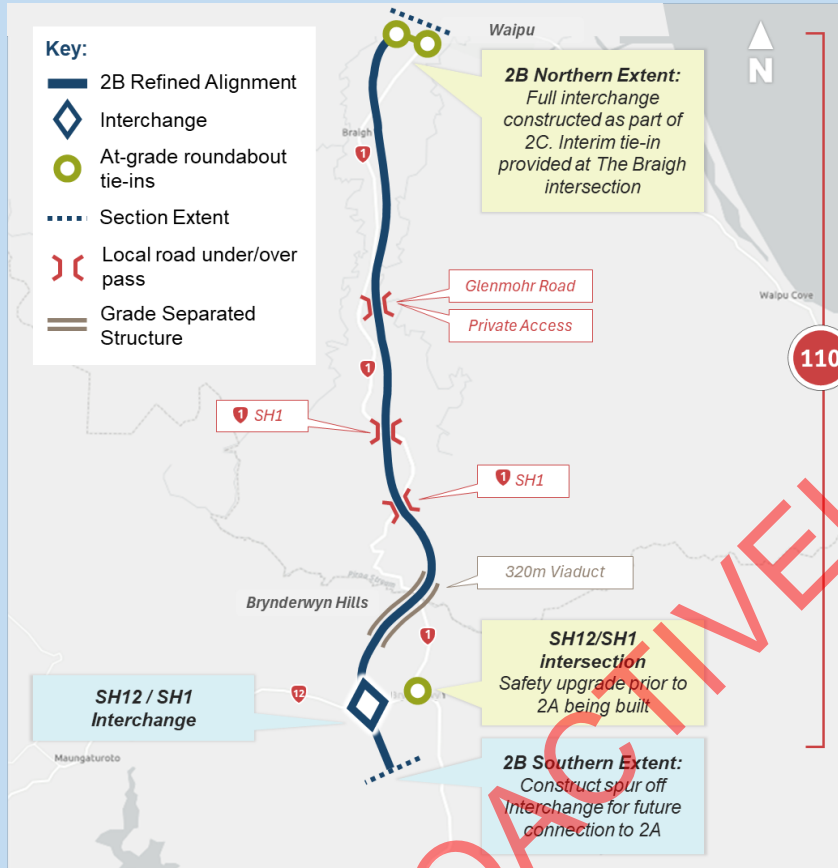 Key:
2B Refined Alignment
Interchange
At-grade roundabout
tie-ins
Section Extent
Local road under/over
pass
Grade Separated
Structure
Waipu
N
2B Northern Extent:
Full interchange
constructed as part of
2C. Interim tie-in
provided at The Braigh
intersection
Braigh
1
Glenmohr Road
Private Access
Waipu Cove
1
110
1 SH1
1 SH1
320m Viaduct
Brynderwyn Hills
1
SH12/SH1
intersection
Safety upgrade prior to
2A being built
SH12 / SH1
Interchange
12
Maungaturoto
2B Southern Extent:
Construct spur off
Interchange for future
connection to 2A
OACTIVEL